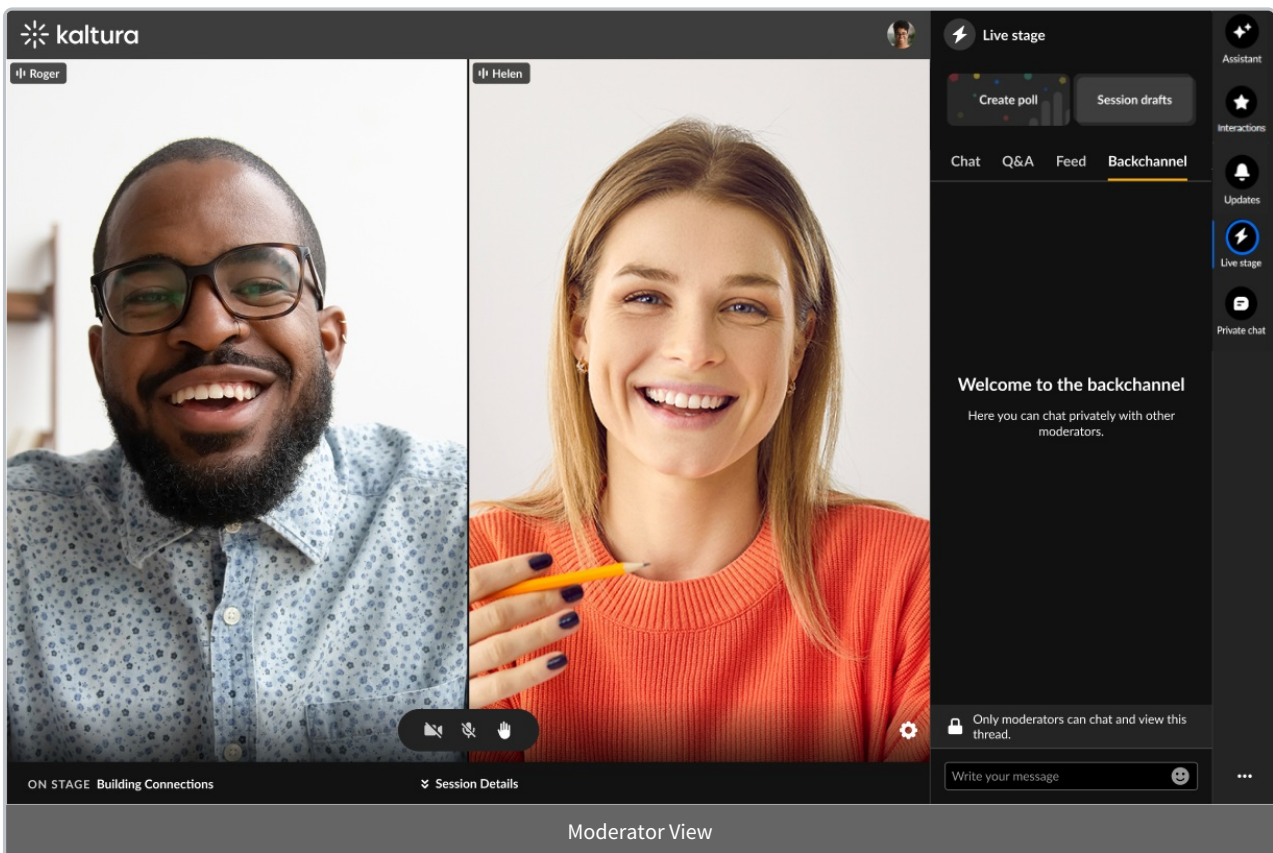 kaltura
Roger
Helen
Live stage
Create poll
Session drafts
Chat
Q&A
Feed
Backchannel
Welcome to the backchannel
Here you can chat privately with other
moderators.
Only moderators can chat and view this
thread.
Write your message
Assistant
Interactions
Updates
Live stage
Private chat
ON STAGE Building Connections
Session Details
Moderator View